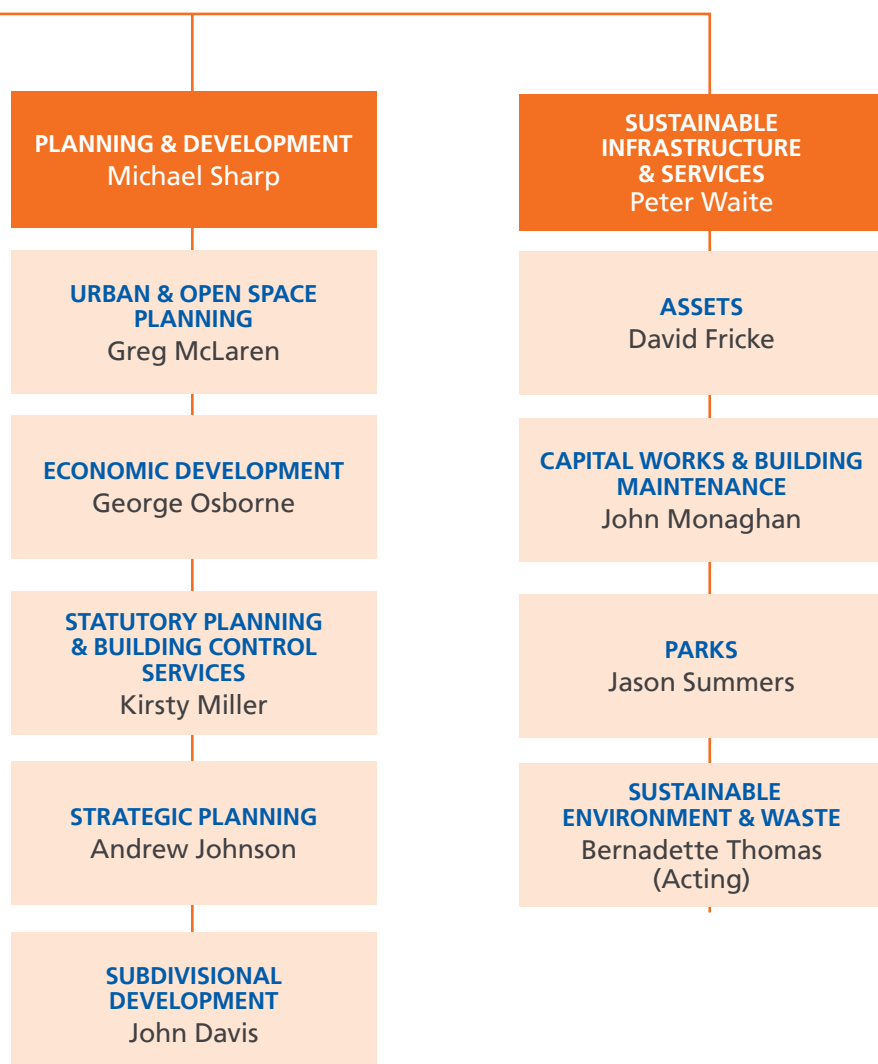 PLANNING & DEVELOPMENT
Michael Sharp
URBAN & OPEN SPACE
PLANNING
Greg McLaren
ECONOMIC DEVELOPMENT
George Osborne
STATUTORY PLANNING
& BUILDING CONTROL
SERVICES
Kirsty Miller
STRATEGIC PLANNING
Andrew Johnson
SUBDIVISIONAL
DEVELOPMENT
John Davis
SUSTAINABLE
INFRASTRUCTURE
& SERVICES
Peter Waite
ASSETS
David Fricke
CAPITAL WORKS & BUILDING
MAINTENANCE
John Monaghan
PARKS
Jason Summers
SUSTAINABLE
ENVIRONMENT & WASTE
Bernadette Thomas
(Acting)